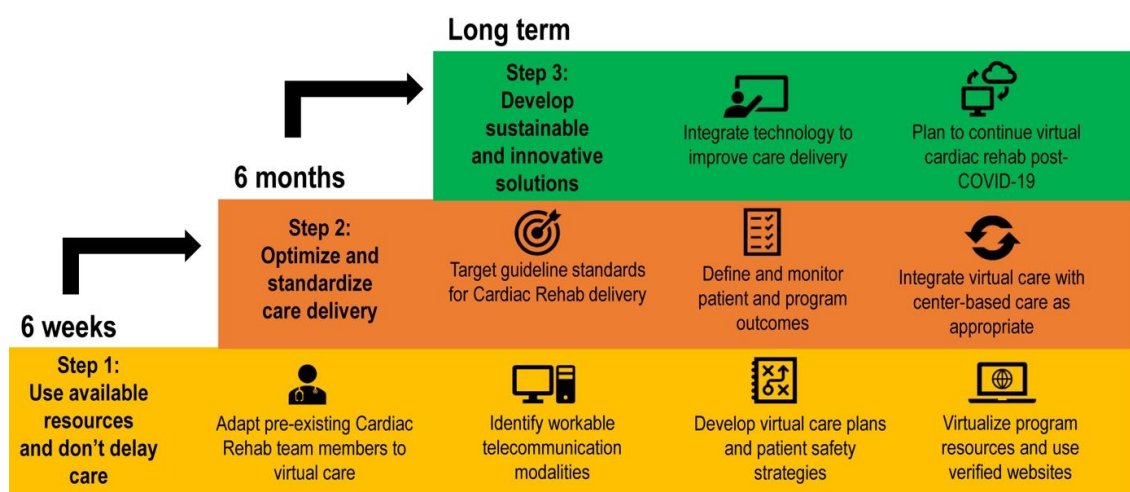 Long term
Step 3:
Develop
sustainable
and innovative
solutions
Integrate technology to
improve care delivery
Plan to continue virtual
cardiac rehab post-
COVID-19
6 months
Step 2:
Optimize and
standardize
care delivery
Target guideline standards
for Cardiac Rehab delivery
Define and monitor
patient and program
outcomes
Integrate virtual care with
center-based care as
appropriate
6 weeks
Step 1:
Use available
resources
and don’t delay
care
Adapt pre-existing Cardiac
Rehab team members to
virtual care
Identify workable
telecommunication
modalities
Develop virtual care plans
and patient safety
strategies
Virtualize program
resources and use
verified websites